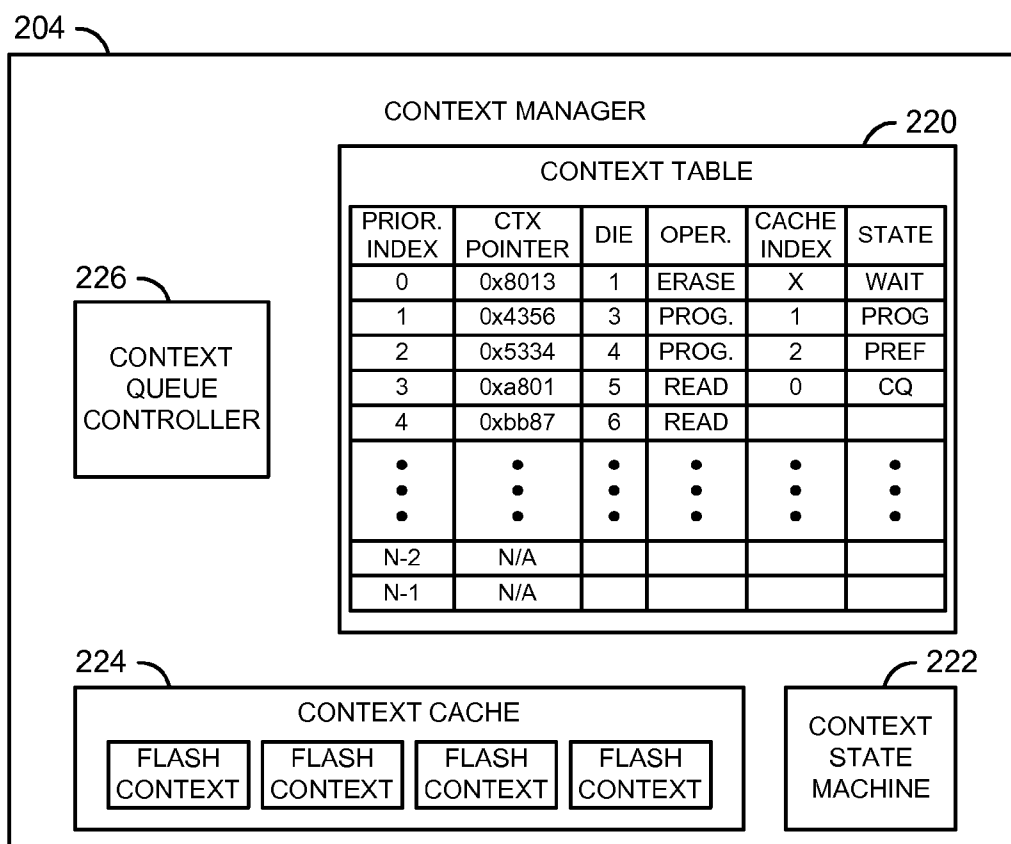 204
CONTEXT MANAGER
220
CONTEXT TABLE
PRIOR. INDEX CTX POINTER DIE OPER. CACHE INDEX STATE
0 0x8013 1 ERASE X WAIT
1 0x4356 3 PROG. 1 PROG
2 0x5334 4 PROG. 2 PREF
3 0xa801 5 READ 0 CQ
4 0xbb87 6 READ
N-2 N/A
N-1 N/A
226
CONTEXT
QUEUE
CONTROLLER
224
CONTEXT CACHE
FLASH CONTEXT
FLASH CONTEXT
FLASH CONTEXT
FLASH CONTEXT
222
CONTEXT
STATE
MACHINE